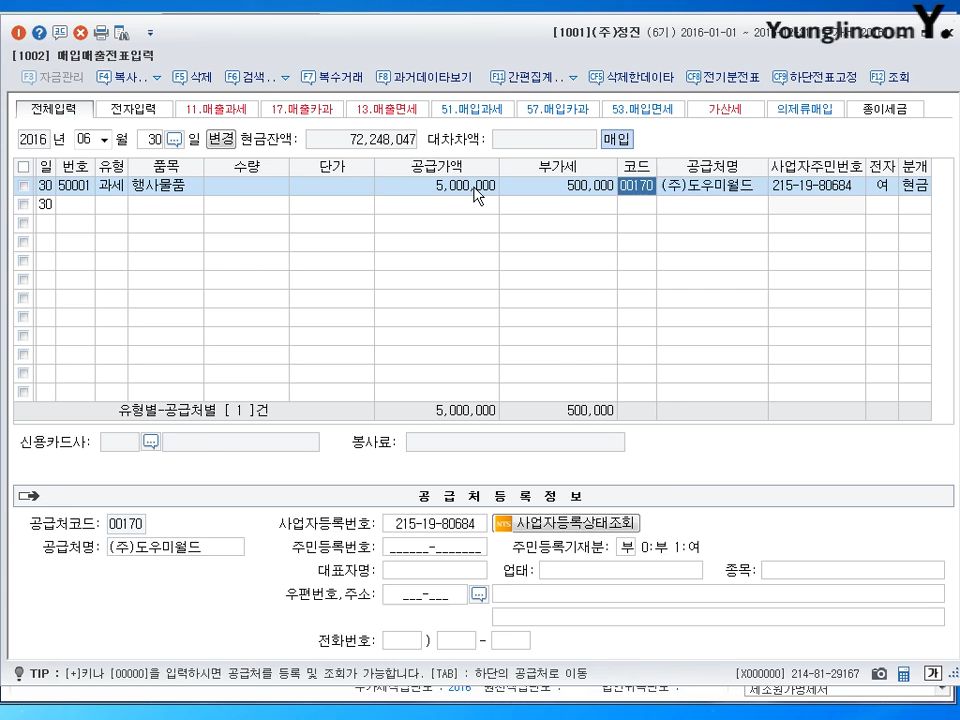 [1001](주)정진 (6기) 2016-01-01 ~
Younglin.com Y.
[1002] 매입매출전표입력
F3 자금관리 F4 복사.. F5 삭제 F6 검색.. F7 복수거래 F8 과거데이타보기 F11 간편집계.. CF5 삭제한데이타 CF8 전기분전표 CF9 하단전표고정 F12 조회
전체입력 전자입력 11.매출과세 17.매출카과 13.매출면세 51.매입과세 57.매입카과 53.매입면세 가산세 의제류매입 종이세금
2016 년 06 월 30 일 변경 현금잔액: 72,248,047 대차차액: 매입
일 번호 유형 품목 수량 단가 공급가액 부가세 코드 공급처명 사업자주민번호 전자 분개
30 50001 과세 행사물품 5,000,000 500,000 00170 (주)도우미월드 215-19-80684 여 현금
30
유형별-공급처별 [ 1 ]건 5,000,000 500,000
신용카드사: 봉사료:
공 급 처 등 록 정 보
공급처코드: 00170 사업자등록번호: 215-19-80684 NTS 사업자등록상태조회
공급처명: (주)도우미월드 주민등록번호: ______-_______ 주민등록기재분: 부 0:부 1:여
대표자명: 업태: 종목:
우편번호,주소: ___-___
전화번호: ) -
TIP : [+]키나 [00000]을 입력하시면 공급처를 등록 및 조회가 가능합니다. [TAB] : 하단의 공급처로 이동 [X000000] 214-81-29167 가
2016